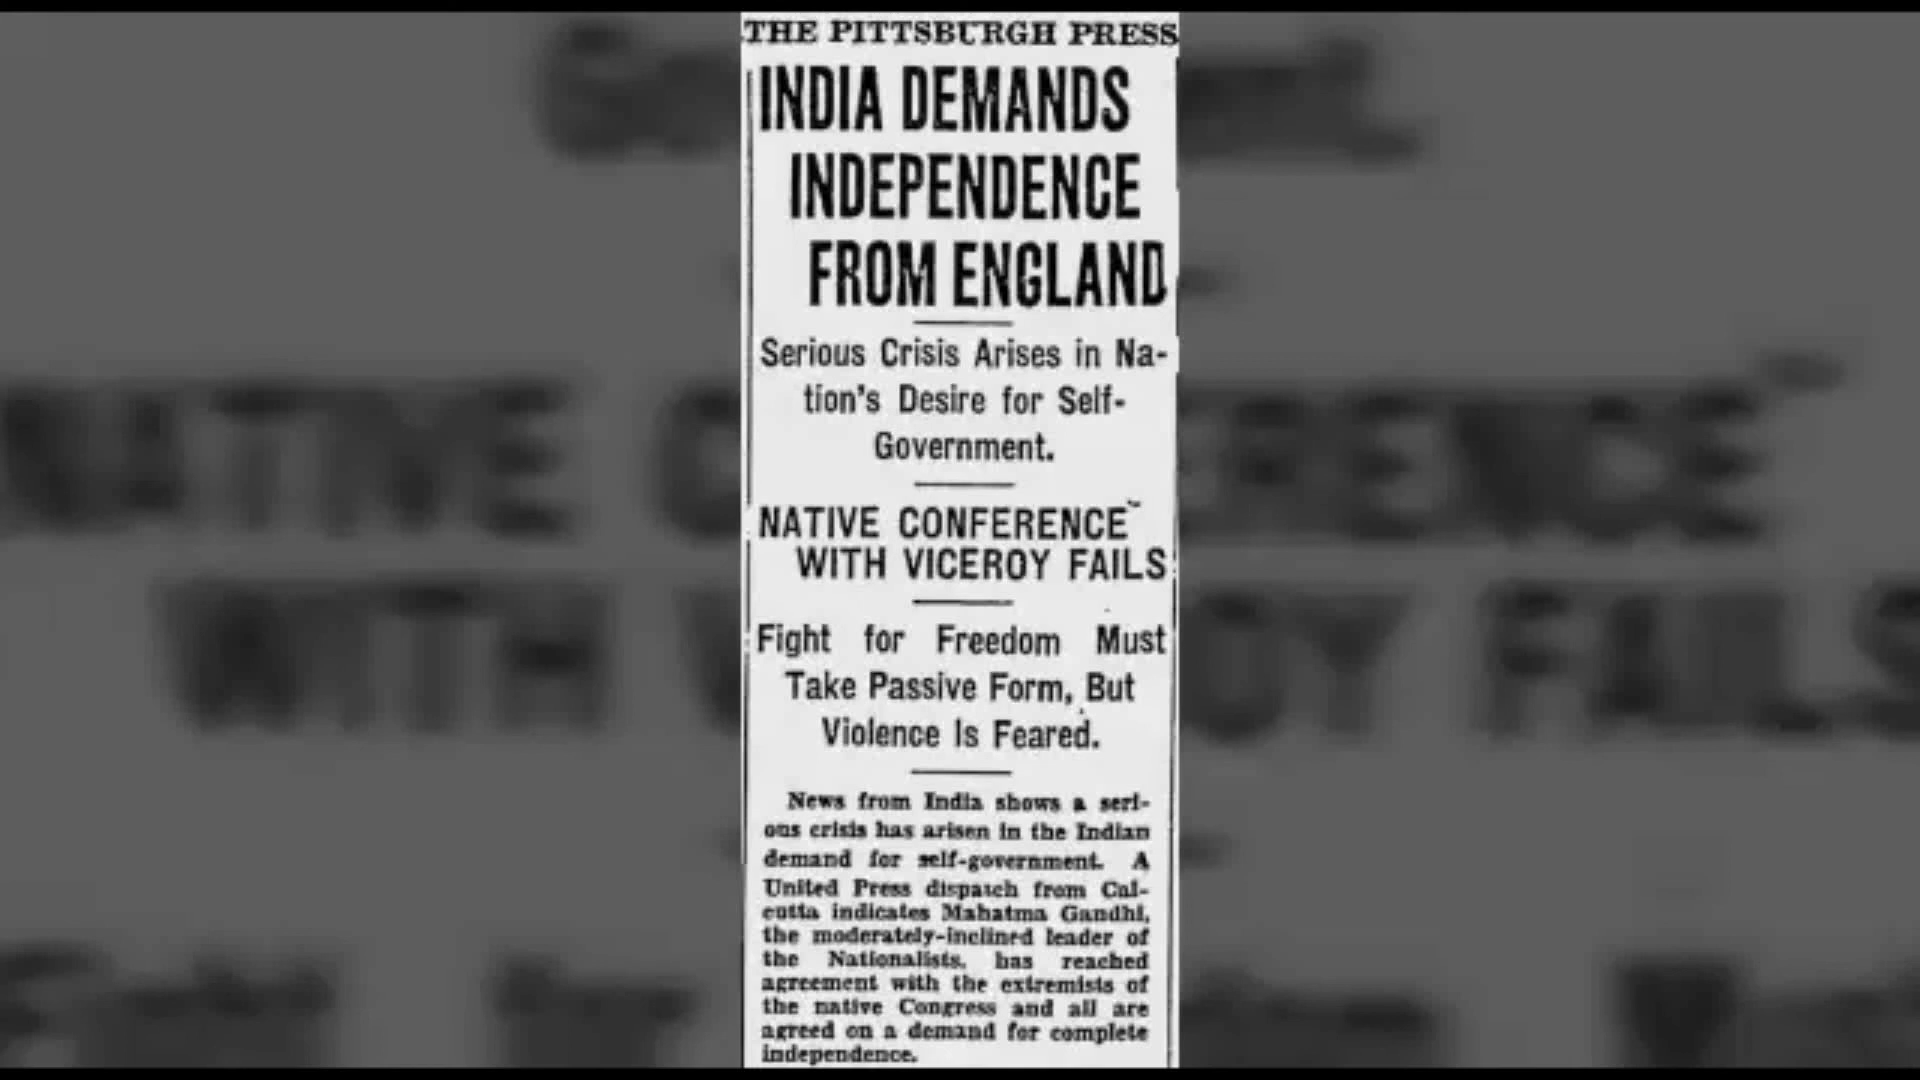 THE PITTSBURGH PRESS
INDIA DEMANDS
INDEPENDENCE
FROM ENGLAND
Serious Crisis Arises in Na-
tion's Desire for Self-
Government.
NATIVE CONFERENCE
WITH VICEROY FAILS
Fight for Freedom Must
Take Passive Form, But
Violence Is Feared.
News from India shows a seri-
ous crisis has arisen in the Indian
demand for self-government. A
United Press dispatch from Cal-
cutta indicates Mahatma Gandhi,
the moderately-inclined leader of
the Nationalists, has reached
agreement with the extremists of
the native Congress and all are
agreed on a demand for complete
independence.